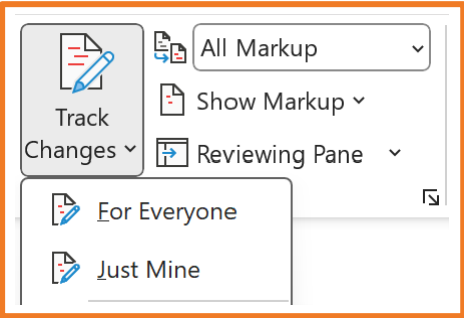 Track
Changes
All Markup
Show Markup
Reviewing Pane
For Everyone
Just Mine